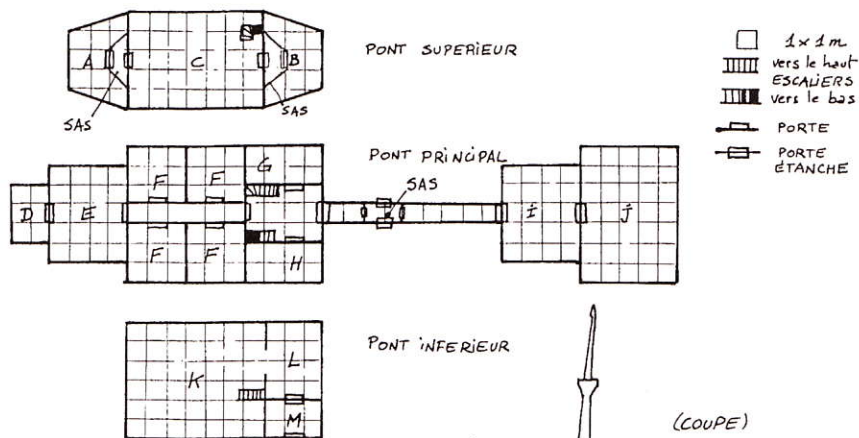 A
C
B
SAS
SAS
PONT SUPERIEUR
1 x 1 m
vers le haut
ESCALIERS
vers le bas
PORTE
PORTE
ÉTANCHE
PONT PRINCIPAL
SAS
D
E
F
F
G
F
F
H
I
J
PONT INFERIEUR
K
L
M
(COUPE)